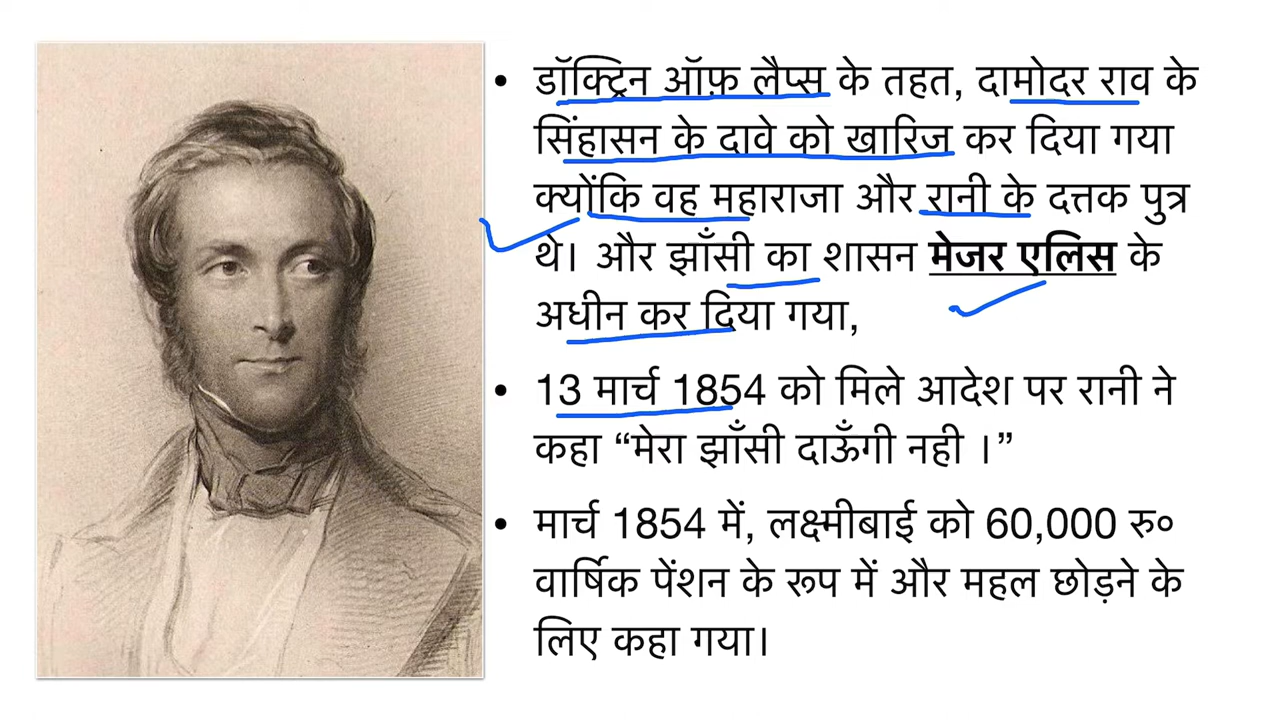 • डॉक्ट्रिन ऑफ़ लैप्स के तहत, दामोदर राव के
सिंहासन के दावे को खारिज कर दिया गया
क्योंकि वह महाराजा और रानी के दत्तक पुत्र
थे। और झाँसी का शासन मेजर एलिस के
अधीन कर दिया गया,
• 13 मार्च 1854 को मिले आदेश पर रानी ने
कहा “मेरा झाँसी दाऊँगी नही ।”
• मार्च 1854 में, लक्ष्मीबाई को 60,000 रु०
वार्षिक पेंशन के रूप में और महल छोड़ने के
लिए कहा गया।